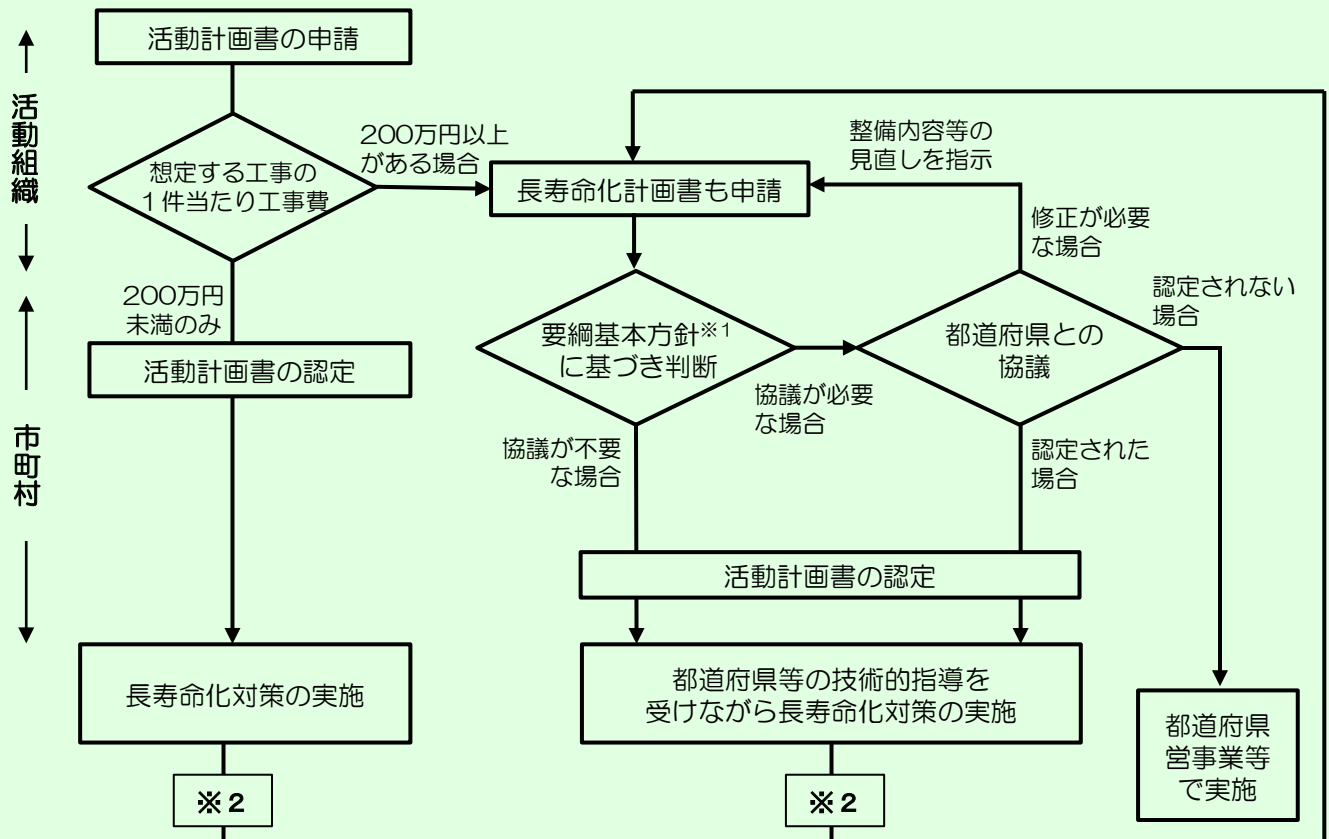 活動計画書の申請
活動組織
想定する工事の
1件当たり工事費
200万円以上
がある場合
長寿命化計画書も申請
整備内容等の
見直しを指示
修正が必要
な場合
200万円
未満のみ
活動計画書の認定
市町村
要綱基本方針※1
に基づき判断
協議が必要
な場合
都道府県との
協議
認定されない
場合
協議が不要
な場合
認定された
場合
活動計画書の認定
長寿命化対策の実施
都道府県等の技術的指導を
受けながら長寿命化対策の実施
都道府県
営事業等
で実施
※2
※2